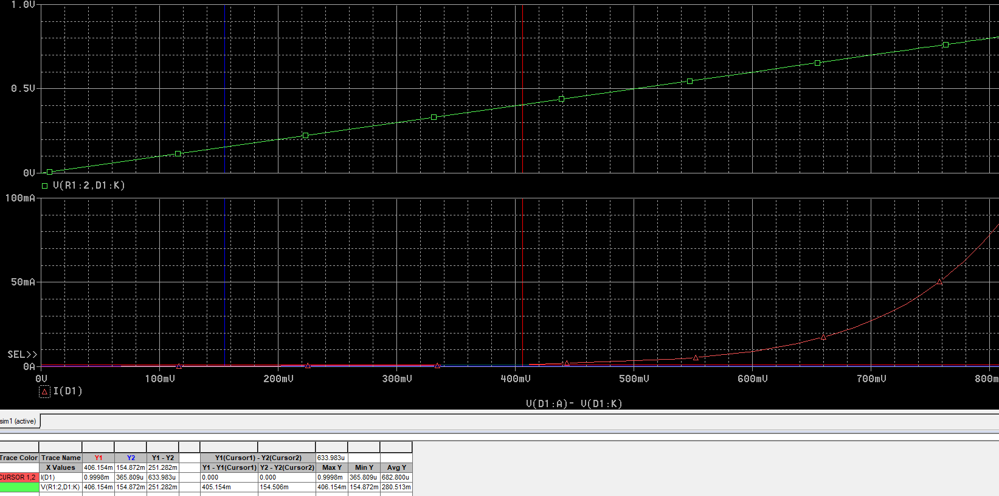 1.0V
0.5V
0V
V(R1:2,D1:K)
100mA
50mA
SEL>>
0A
0V 100mV 200mV 300mV 400mV 500mV 600mV 700mV 800m
I(D1)
V(D1:A)- V(D1:K)
sim1 (active)
Trace Color Trace Name Y1 Y2 Y1 - Y2 Y1(Cursor1) - Y2(Cursor2) 633.983u
X Values 406.154m 154.872m 251.282m Y1 - Y1(Cursor1) Y2 - Y2(Cursor2) Max Y Min Y Avg Y
CURSOR 1,2 I(D1) 0.9998m 365.809u 633.983u 0.000 0.000 0.9998m 365.809u 682.800u
V(R1:2,D1:K) 406.154m 154.872m 251.282m 405.154m 154.506m 406.154m 154.872m 280.513m